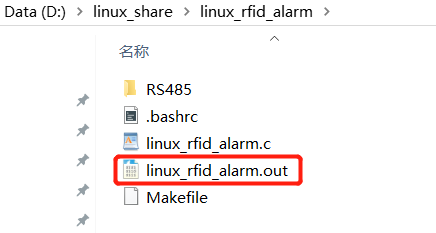 Data (D:) > linux_share > linux_rfid_alarm >
名称
RS485
.bashrc
linux_rfid_alarm.c
linux_rfid_alarm.out
Makefile